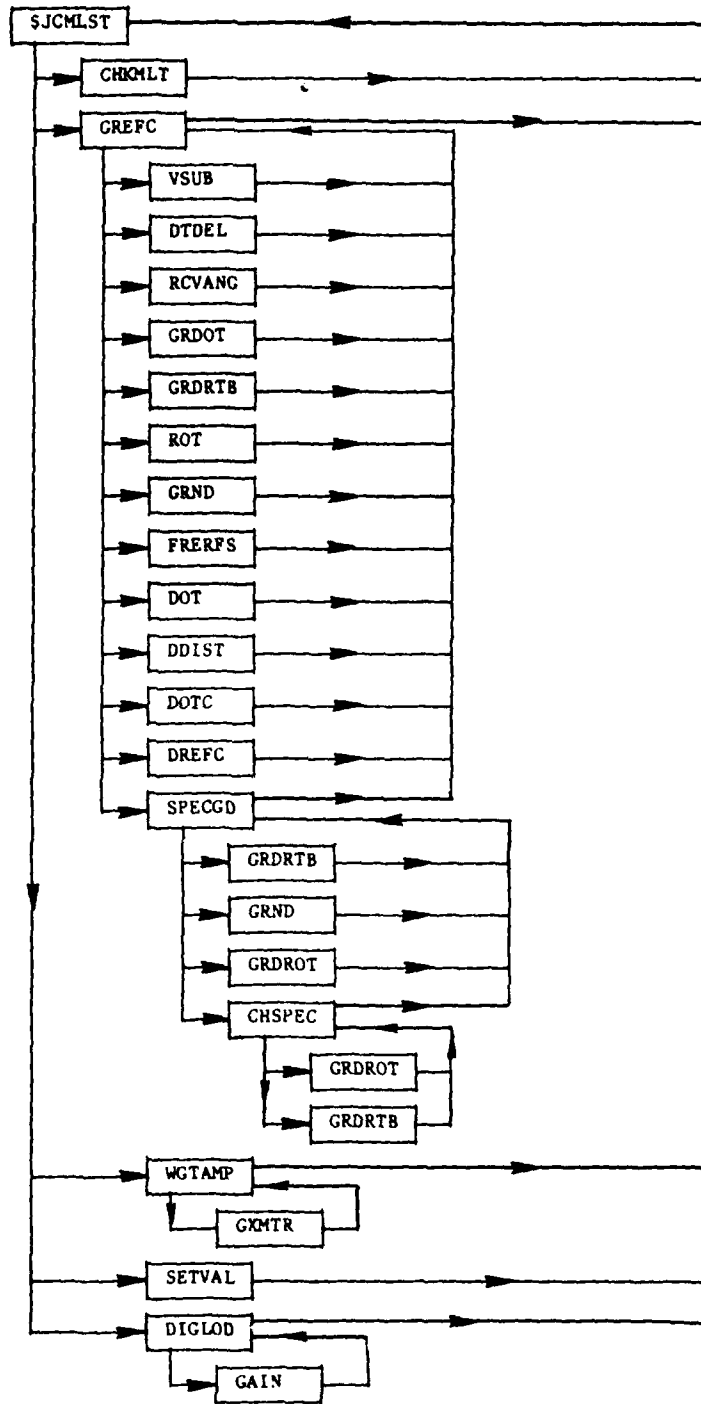 $JCMLST
CHKMLT
GREFC
VSUB
DTDEL
RCVANG
GRDOT
GRDRTB
ROT
GRND
FRERFS
DOT
DDIST
DOTC
DREFC
SPECGD
GRDRTB
GRND
GRDROT
CHSPEC
GRDROT
GRDRTB
WGTAMP
GXMTR
SETVAL
DIGLOD
GAIN